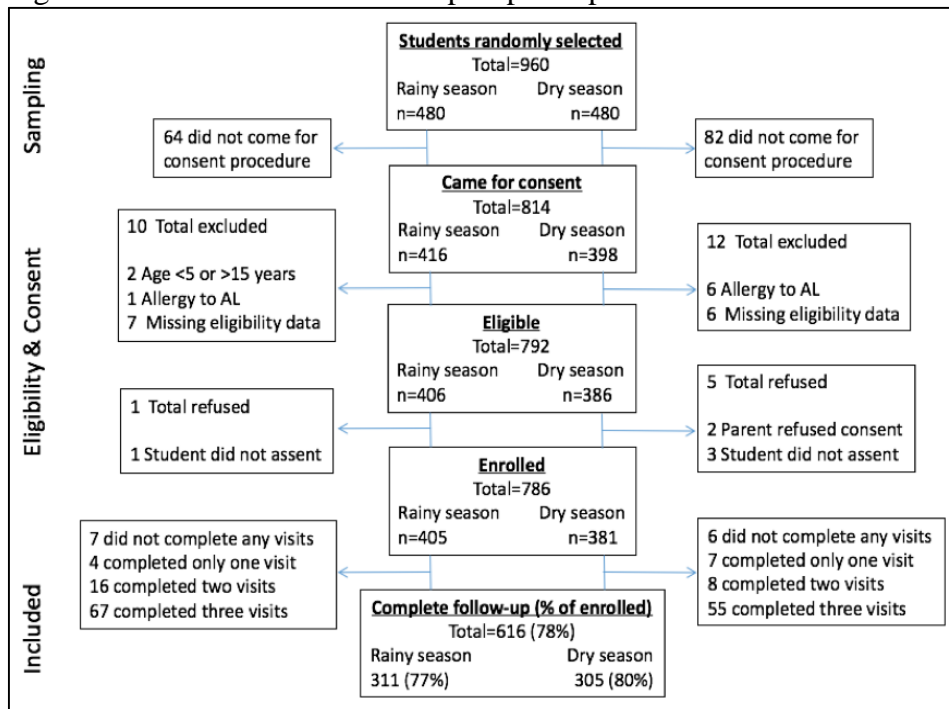 Students randomly selected
Total=960
Rainy season Dry season
n=480 n=480
Sampling
64 did not come for
consent procedure
82 did not come for
consent procedure
Came for consent
Total=814
Rainy season Dry season
n=416 n=398
Eligibility & Consent
10 Total excluded
2 Age <5 or >15 years
1 Allergy to AL
7 Missing eligibility data
12 Total excluded
6 Allergy to AL
6 Missing eligibility data
Eligible
Total=792
Rainy season Dry season
n=406 n=386
1 Total refused
1 Student did not assent
5 Total refused
2 Parent refused consent
3 Student did not assent
Enrolled
Total=786
Rainy season Dry season
n=405 n=381
Included
7 did not complete any visits
4 completed only one visit
16 completed two visits
67 completed three visits
6 did not complete any visits
7 completed only one visit
8 completed two visits
55 completed three visits
Complete follow-up (% of enrolled)
Total=616 (78%)
Rainy season Dry season
311 (77%) 305 (80%)